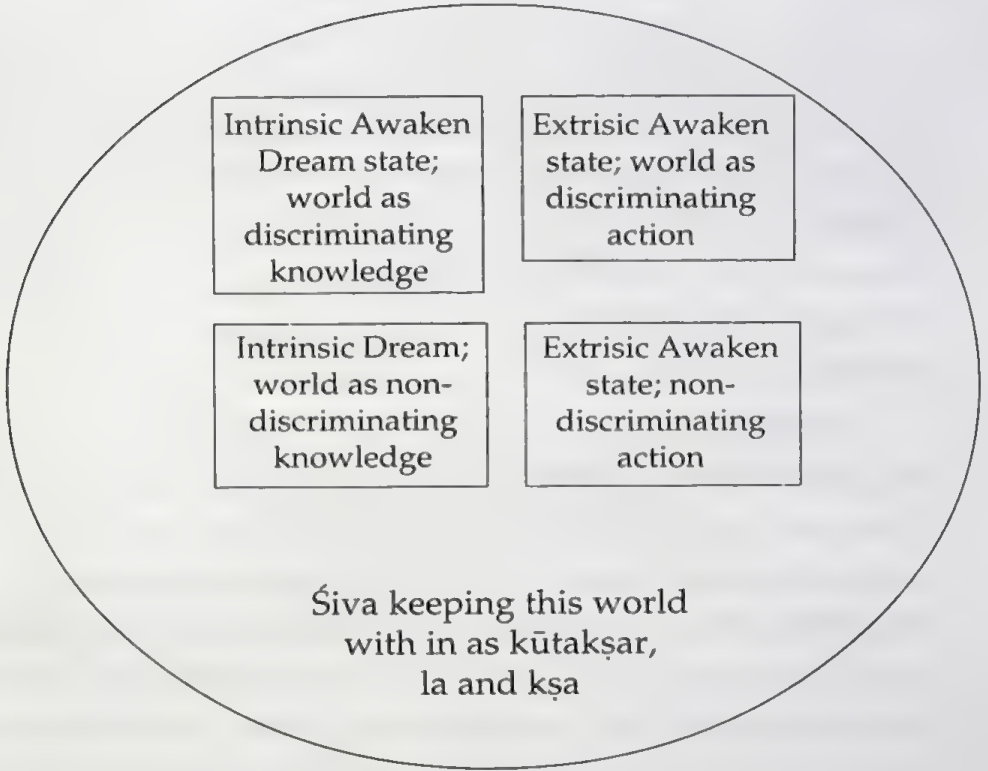 Intrinsic Awaken
Dream state;
world as
discriminating
knowledge
Extrisic Awaken
state; world as
discriminating
action
Intrinsic Dream;
world as non-
discriminating
knowledge
Extrisic Awaken
state; non-
discriminating
action
Śiva keeping this world
with in as kūtakṣar,
la and kṣa